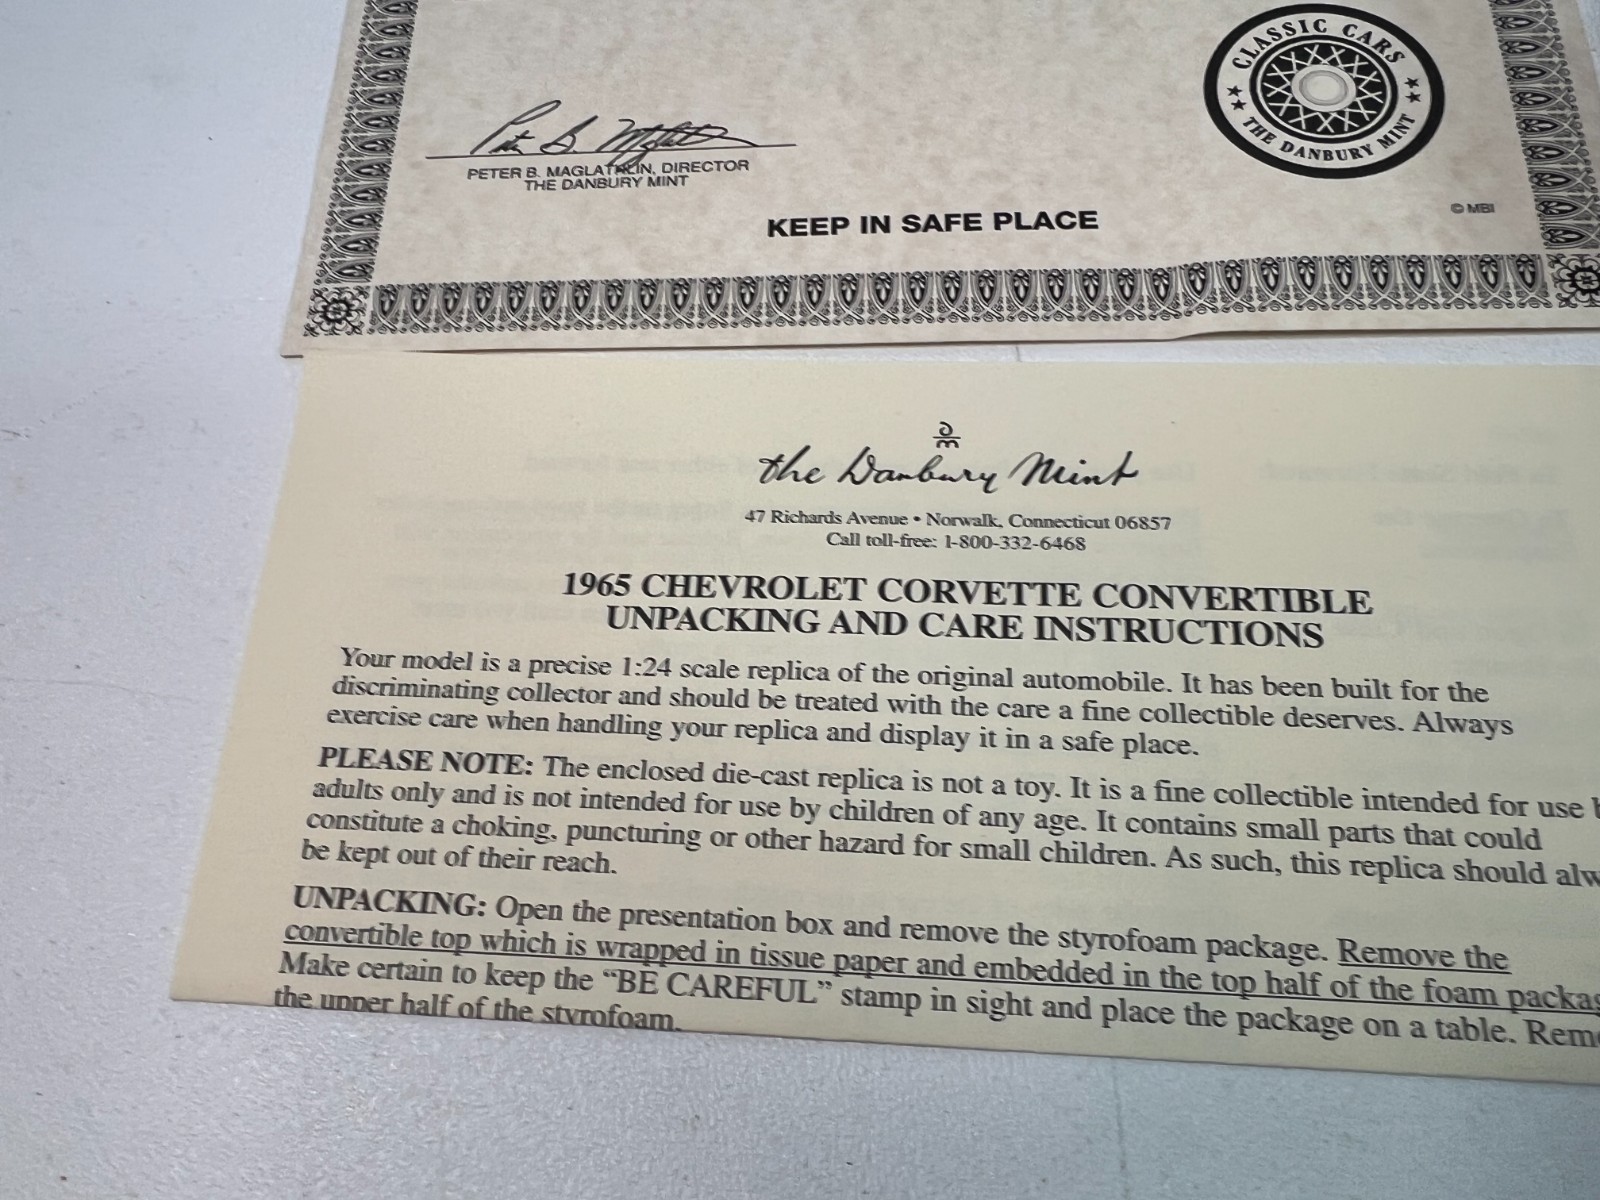 CLASSIC CARS
THE DANBURY MINT
Peter B. Maglathlin
PETER B. MAGLATHLIN, DIRECTOR
THE DANBURY MINT
© MBI
KEEP IN SAFE PLACE
the Danbury Mint
47 Richards Avenue • Norwalk, Connecticut 06857
Call toll-free: 1-800-332-6468
1965 CHEVROLET CORVETTE CONVERTIBLE
UNPACKING AND CARE INSTRUCTIONS
Your model is a precise 1:24 scale replica of the original automobile. It has been built for the
discriminating collector and should be treated with the care a fine collectible deserves. Always
exercise care when handling your replica and display it in a safe place.
PLEASE NOTE: The enclosed die-cast replica is not a toy. It is a fine collectible intended for use
adults only and is not intended for use by children of any age. It contains small parts that could
constitute a choking, puncturing or other hazard for small children. As such, this replica should alw
be kept out of their reach.
UNPACKING: Open the presentation box and remove the styrofoam package. Remove the
convertible top which is wrapped in tissue paper and embedded in the top half of the foam packag
Make certain to keep the “BE CAREFUL” stamp in sight and place the package on a table. Rem
the upper half of the styrofoam.